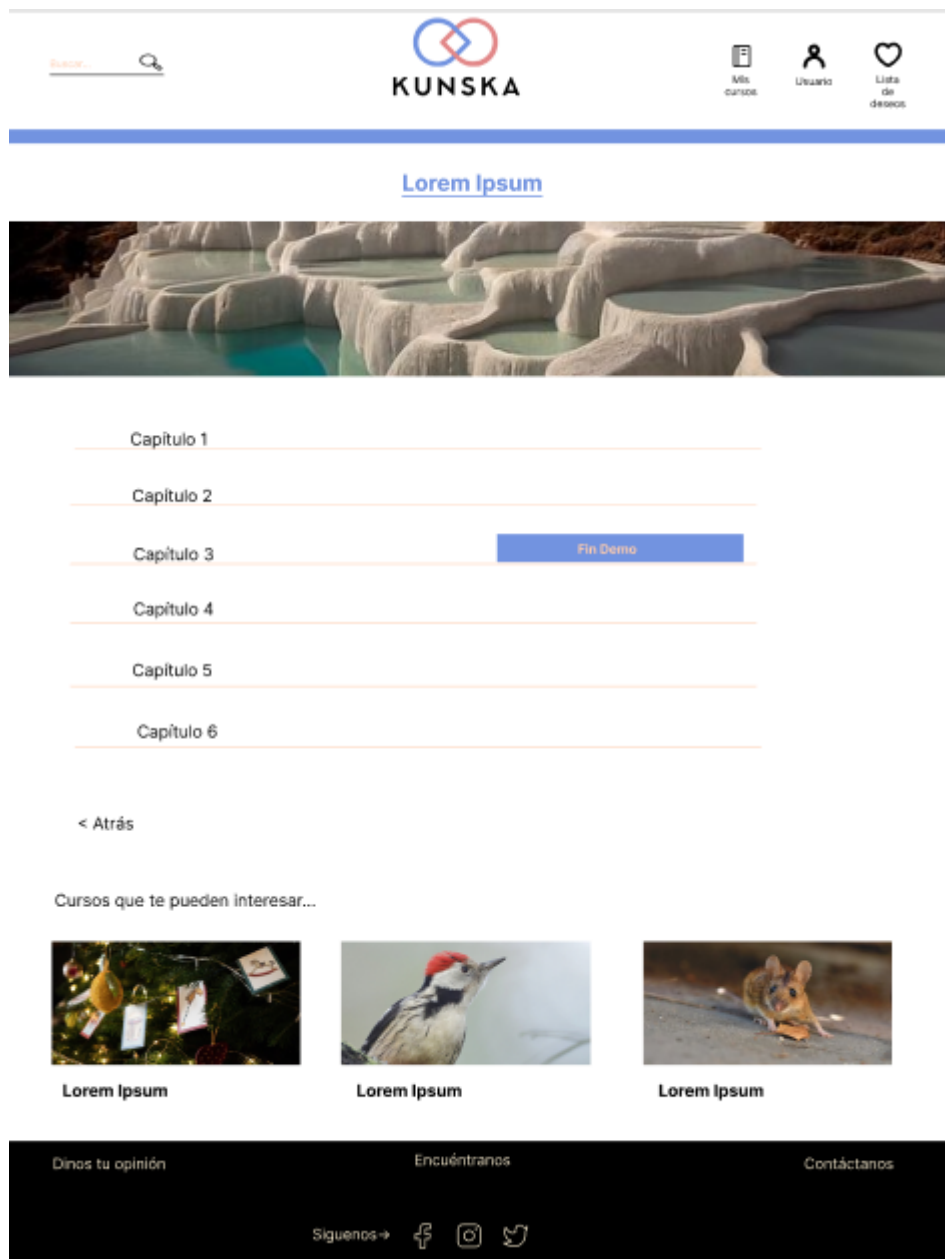 Buscar...
KUNSKA
Mis
cursos
Usuario
Lista
de
deseos
Lorem Ipsum
Capítulo 1
Capítulo 2
Capítulo 3
Fin Demo
Capítulo 4
Capítulo 5
Capítulo 6
< Atrás
Cursos que te pueden interesar...
Lorem Ipsum
Lorem Ipsum
Lorem Ipsum
Dinos tu opinión
Encuéntranos
Contáctanos
Siguenos→